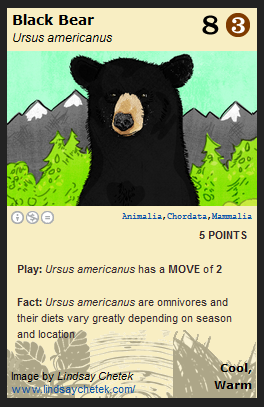 Black Bear
Ursus americanus
8 3
Animalia,Chordata,Mammalia
5 POINTS
Play: Ursus americanus has a MOVE of 2
Fact: Ursus americanus are omnivores and
their diets vary greatly depending on season
and location
Image by Lindsay Chetek
www.lindsaychetek.com/
Cool,
Warm